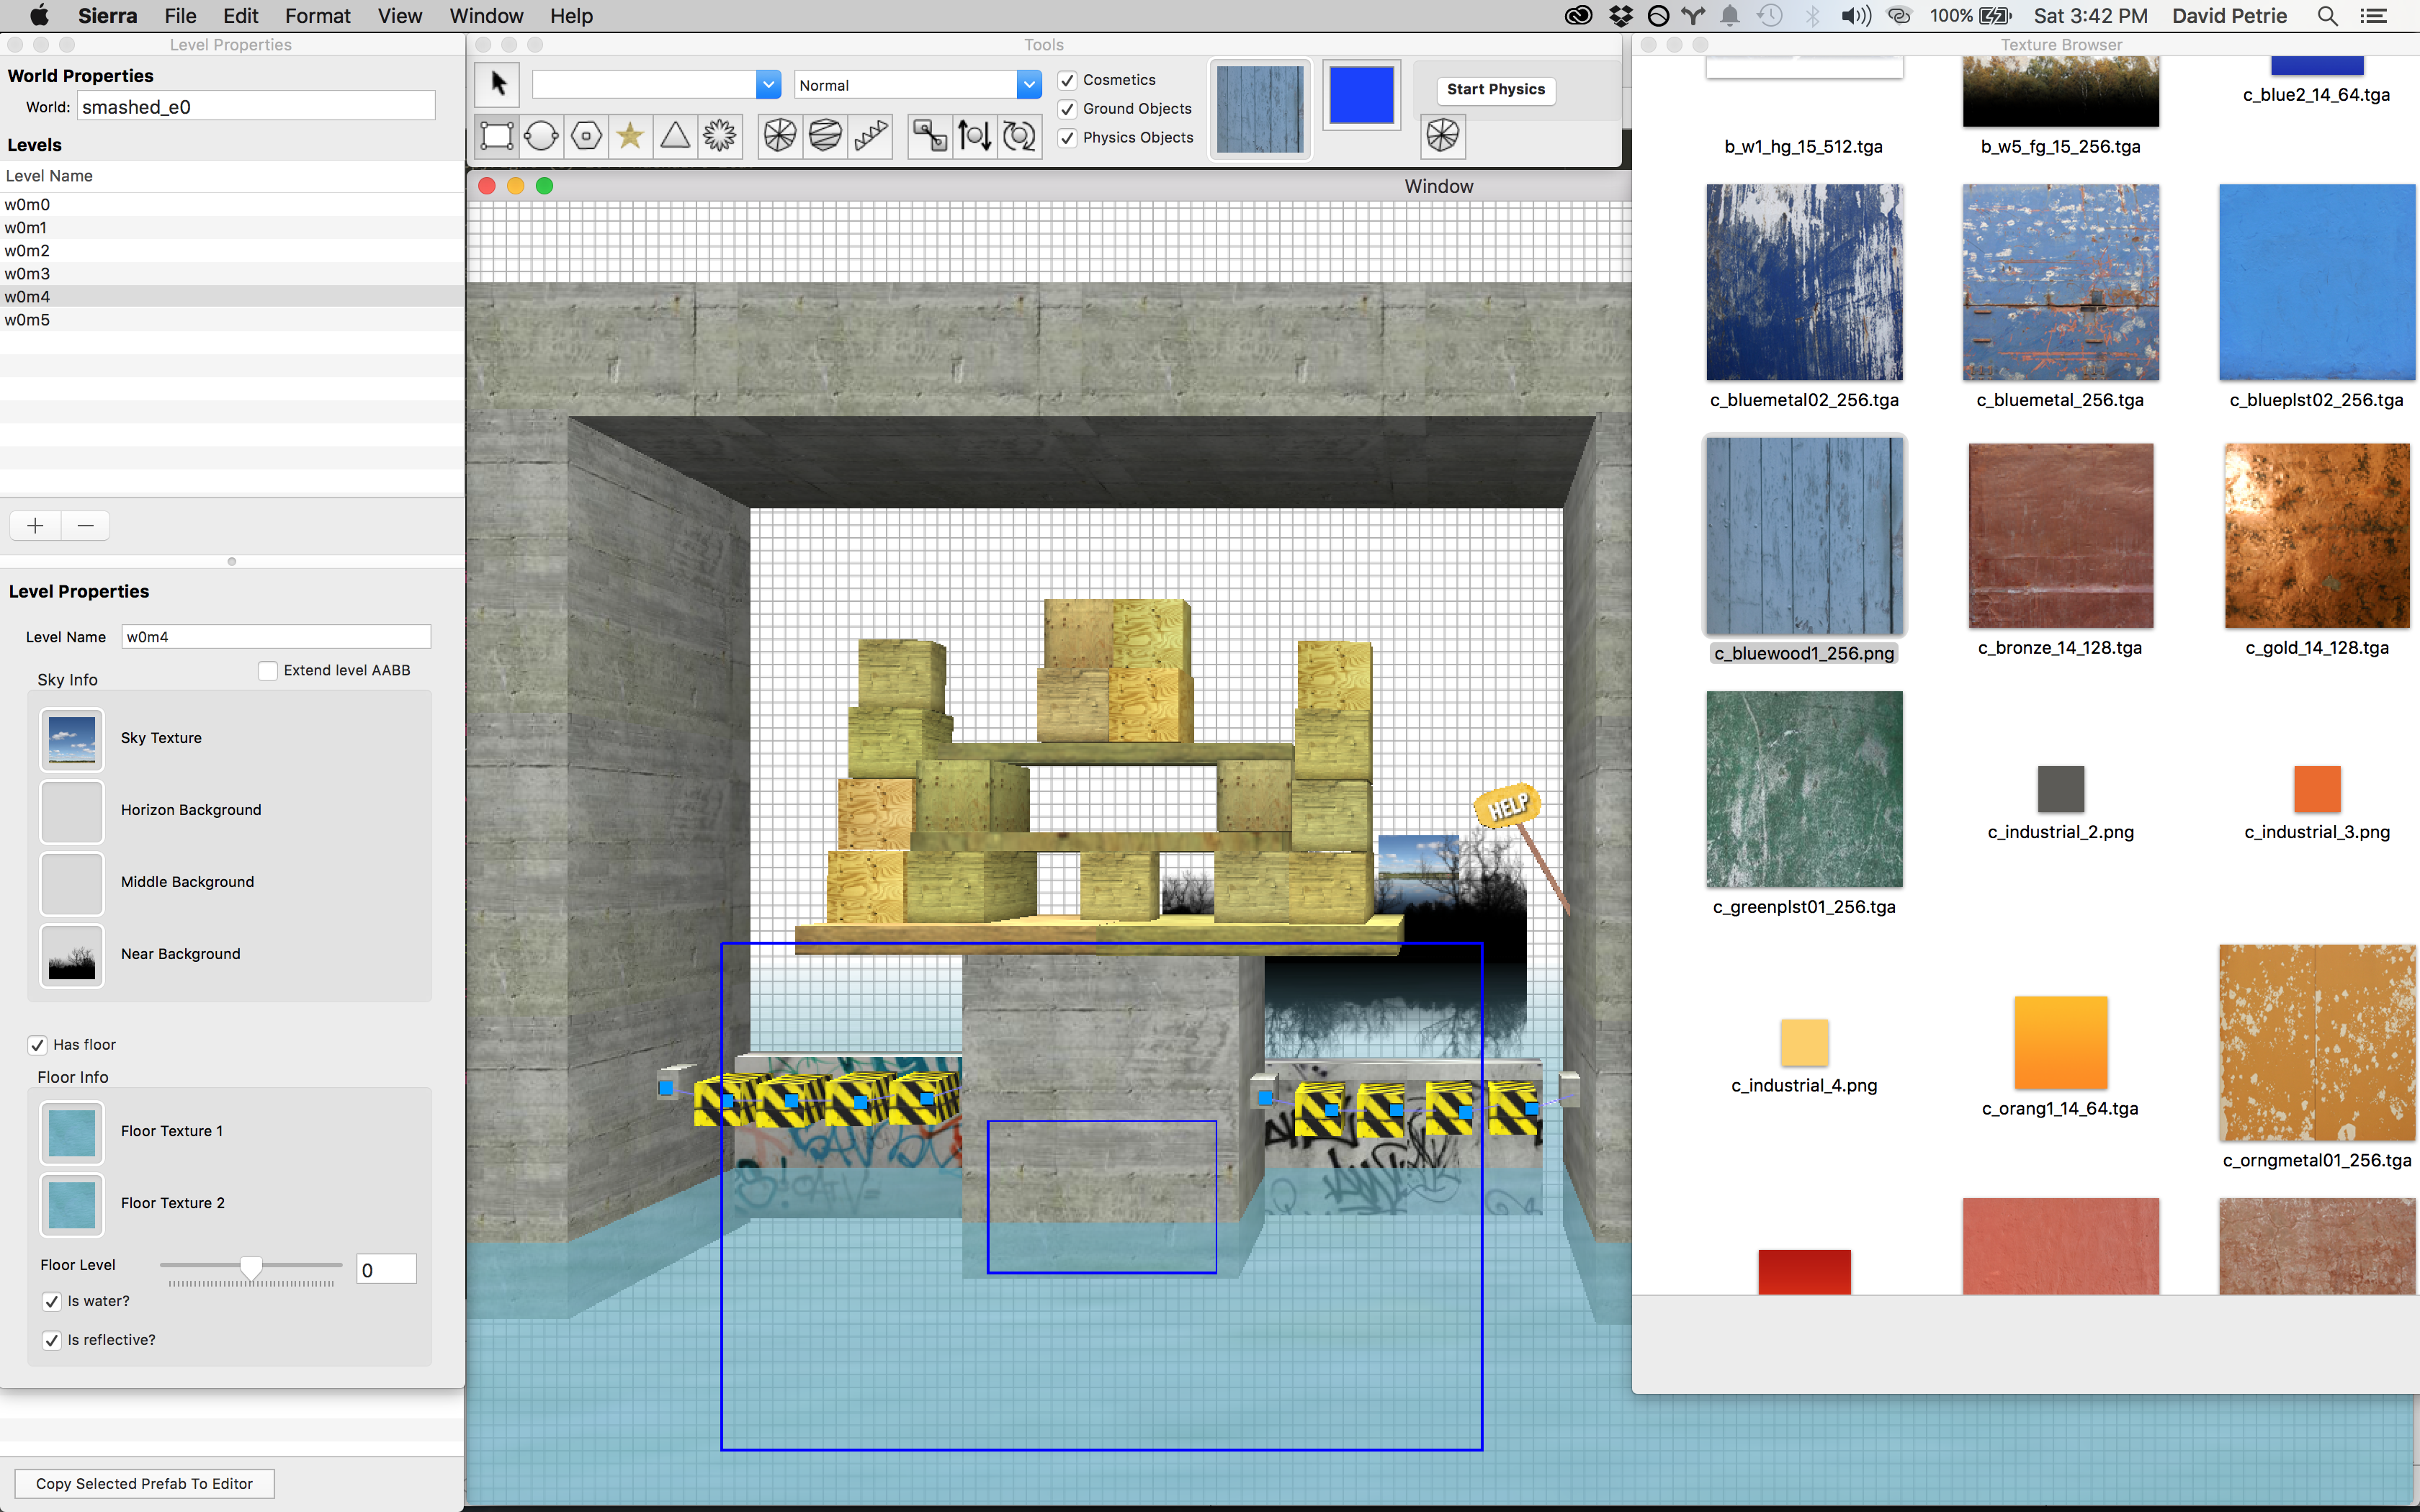 Sierra File Edit Format View Window Help
100% Sat 3:42 PM David Petrie
Level Properties
World Properties
World: smashed_e0
Levels
Level Name
w0m0
w0m1
w0m2
w0m3
w0m4
w0m5
Level Properties
Level Name w0m4
Extend level AABB
Sky Info
Sky Texture
Horizon Background
Middle Background
Near Background
Has floor
Floor Info
Floor Texture 1
Floor Texture 2
Floor Level 0
Is water?
Is reflective?
Copy Selected Prefab To Editor
Tools
Normal
Cosmetics
Ground Objects
Physics Objects
Start Physics
Window
HELP
Texture Browser
c_blue2_14_64.tga
b_w1_hg_15_512.tga
b_w5_fg_15_256.tga
c_bluemetal02_256.tga
c_bluemetal_256.tga
c_blueplst02_256.tga
c_bluewood1_256.png
c_bronze_14_128.tga
c_gold_14_128.tga
c_greenplst01_256.tga
c_industrial_2.png
c_industrial_3.png
c_industrial_4.png
c_orang1_14_64.tga
c_orngmetal01_256.tga